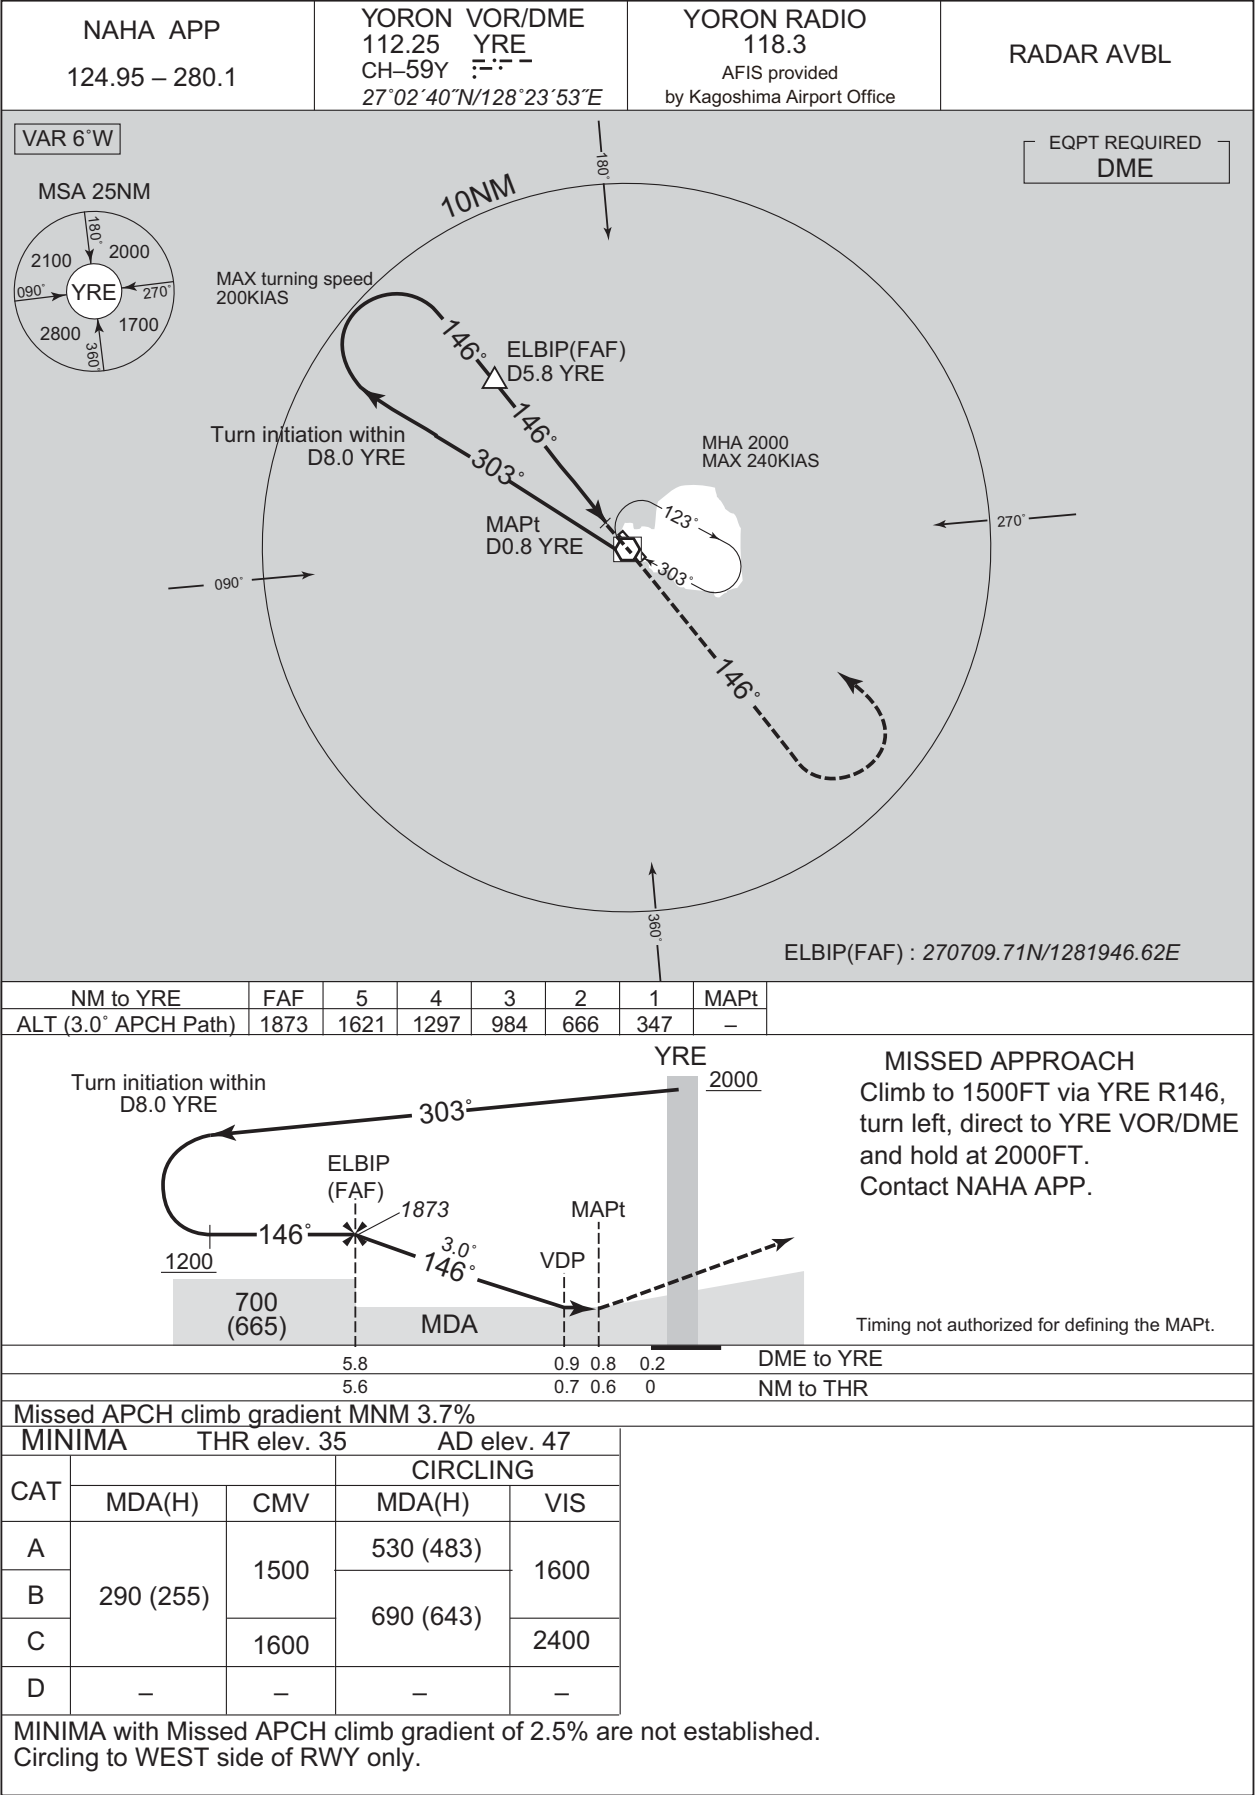 NAHA APP
124.95 – 280.1
YORON VOR/DME
112.25 YRE
CH–59Y
27°02´40˝N/128°23´53˝E
YORON RADIO
118.3
AFIS provided
by Kagoshima Airport Office
RADAR AVBL
VAR 6°W
EQPT REQUIRED
DME
MSA 25NM
180°
2100
2000
090°
YRE
270°
2800
1700
360°
180°
10NM
MAX turning speed
200KIAS
146°
ELBIP(FAF)
D5.8 YRE
146°
Turn initiation within
D8.0 YRE
303°
MHA 2000
MAX 240KIAS
MAPt
D0.8 YRE
123°
303°
270°
090°
146°
360°
ELBIP(FAF) : 270709.71N/1281946.62E
NM to YRE FAF 5 4 3 2 1 MAPt
ALT (3.0° APCH Path) 1873 1621 1297 984 666 347 –
YRE
2000
Turn initiation within
D8.0 YRE
303°
ELBIP
(FAF)
1873
MAPt
146°
3.0°
146°
VDP
1200
700
(665)
MDA
MISSED APPROACH
Climb to 1500FT via YRE R146,
turn left, direct to YRE VOR/DME
and hold at 2000FT.
Contact NAHA APP.
Timing not authorized for defining the MAPt.
5.8 0.9 0.8 0.2 DME to YRE
5.6 0.7 0.6 0 NM to THR
Missed APCH climb gradient MNM 3.7%
MINIMA THR elev. 35 AD elev. 47
CAT
CIRCLING
MDA(H) CMV MDA(H) VIS
A
530 (483)
1500
1600
B
290 (255)
690 (643)
C
1600
2400
D – – – –
MINIMA with Missed APCH climb gradient of 2.5% are not established.
Circling to WEST side of RWY only.